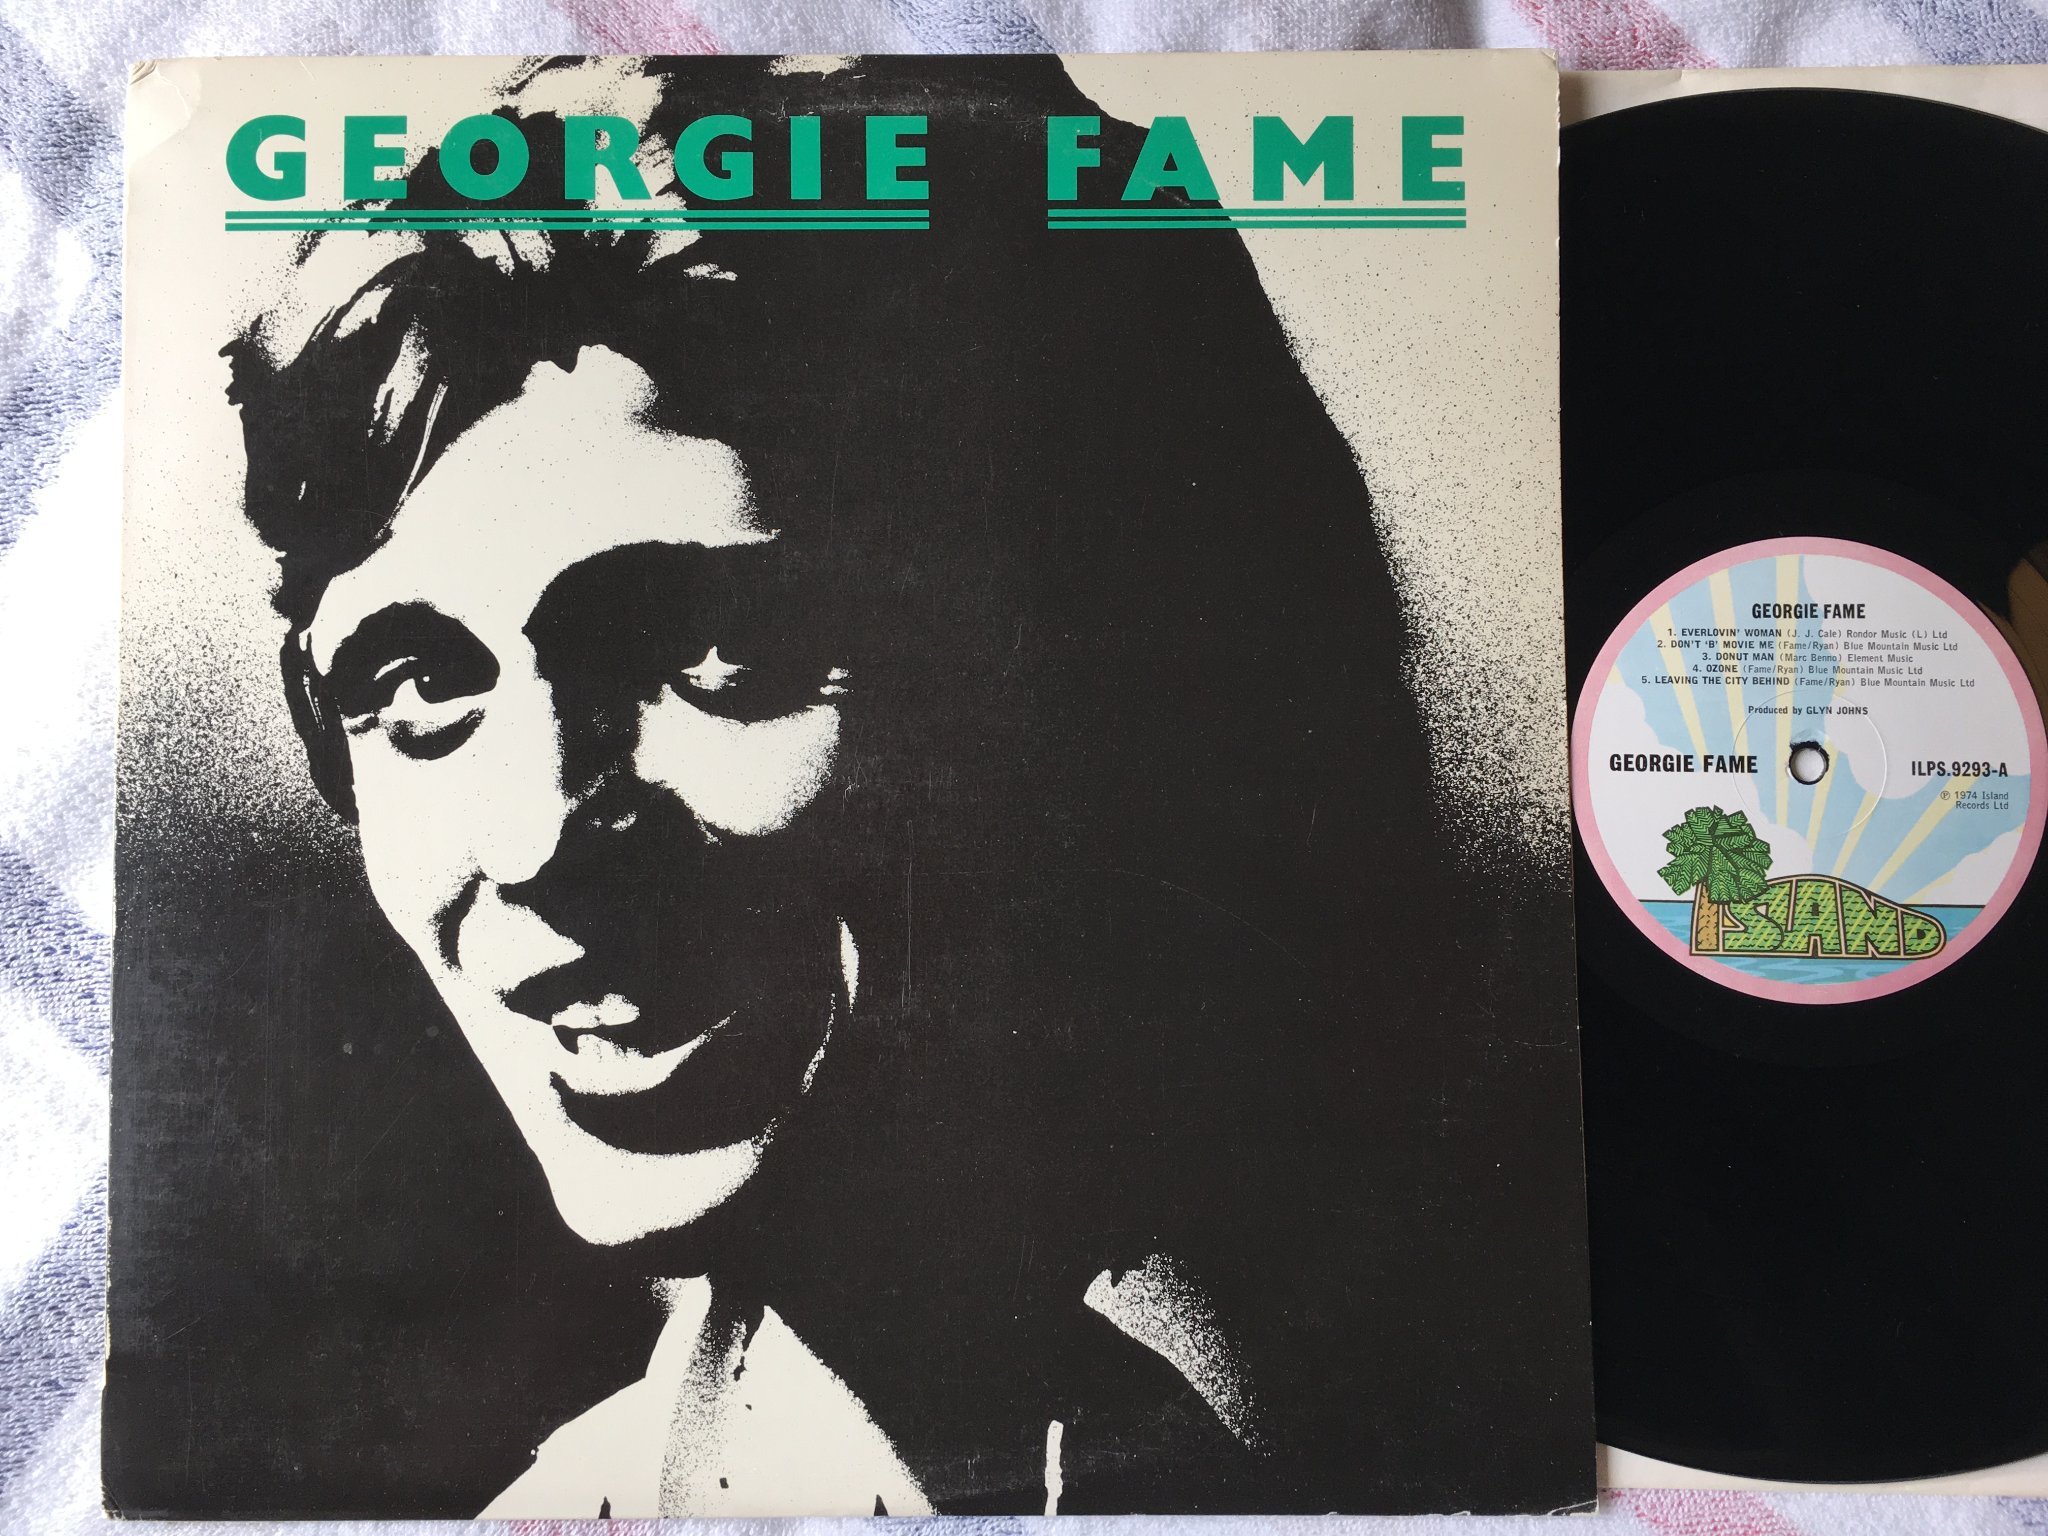 GEORGIE FAME
GEORGIE FAME
1. EVERLOVIN' WOMAN (J. J. Cale) Rondor Music (L) Ltd
2. DON'T 'B' MOVIE ME (Fame/Ryan) Blue Mountain Music Ltd
3. DONUT MAN (Marc Benno) Element Music
4. OZONE (Fame/Ryan) Blue Mountain Music Ltd
5. LEAVING THE CITY BEHIND (Fame/Ryan) Blue Mountain Music Ltd
Produced by GLYN JOHNS
GEORGIE FAME
ILPS.9293-A
℗ 1974 Island
Records Ltd
ISLAND